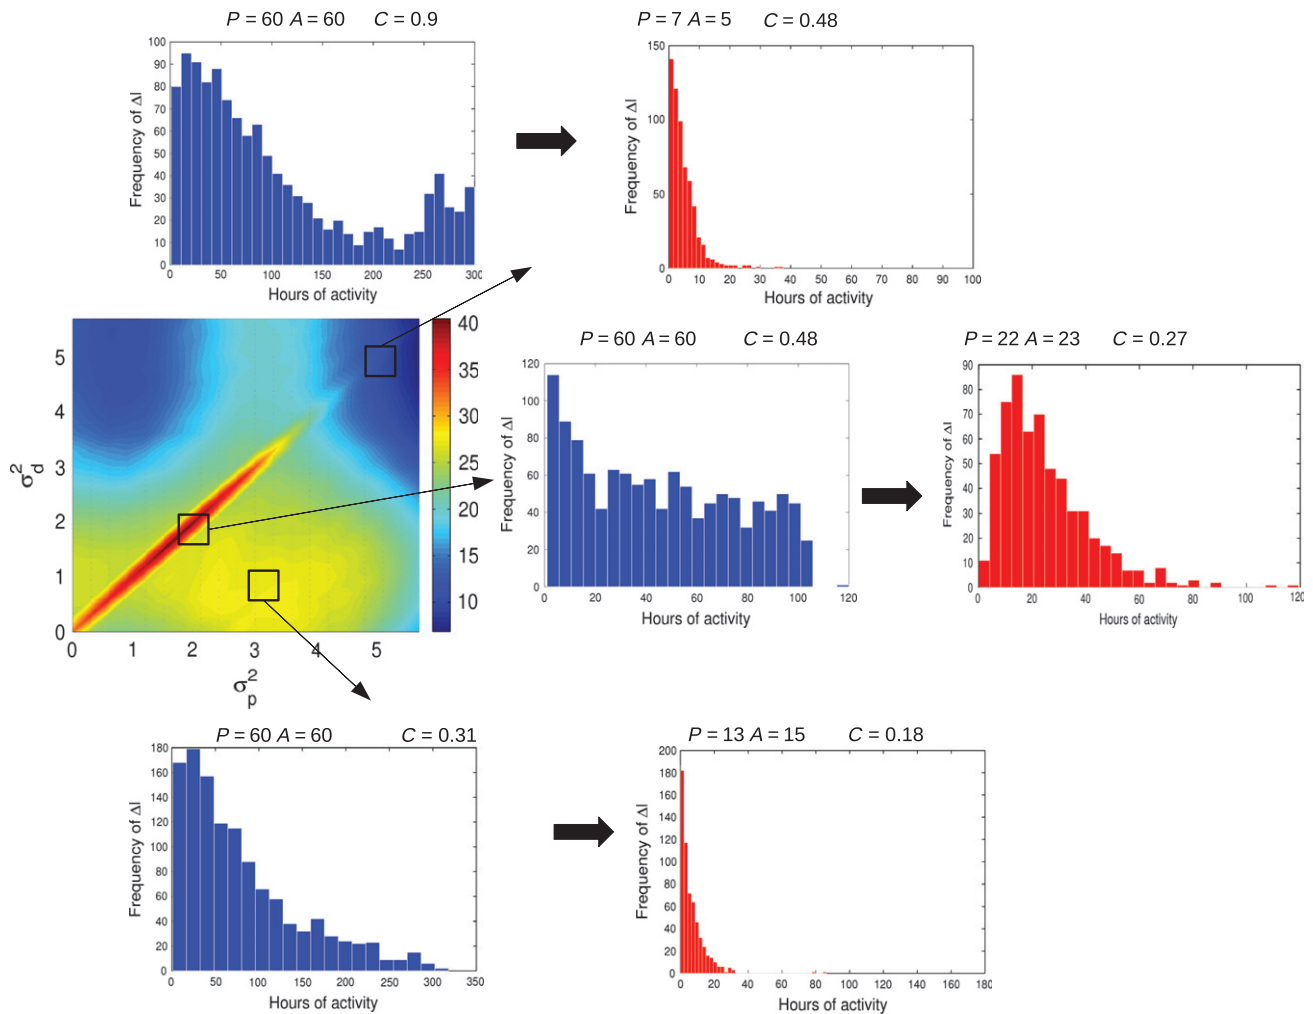 P = 60 A = 60 C = 0.9
100
90
80
70
60
50
40
30
20
10
0
Frequency of ΔI
0 50 100 150 200 250 300
Hours of activity
P = 7 A = 5 C = 0.48
150
100
50
0
Frequency of ΔI
0 10 20 30 40 50 60 70 80 90 100
Hours of activity
5
4
3
2
1
0
σ²d
0 1 2 3 4 5
σ²p
40
35
30
25
20
15
10
P = 60 A = 60 C = 0.48
120
100
80
60
40
20
0
Frequency of ΔI
0 20 40 60 80 100 120
Hours of activity
P = 22 A = 23 C = 0.27
90
80
70
60
50
40
30
20
10
0
Frequency of ΔI
0 20 40 60 80 100 120
Hours of activity
P = 60 A = 60 C = 0.31
180
160
140
120
100
80
60
40
20
0
Frequency of ΔI
0 50 100 150 200 250 300 350
Hours of activity
P = 13 A = 15 C = 0.18
200
180
160
140
120
100
80
60
40
20
0
Frequency of ΔI
0 20 40 60 80 100 120 140 160 180
Hours of activity